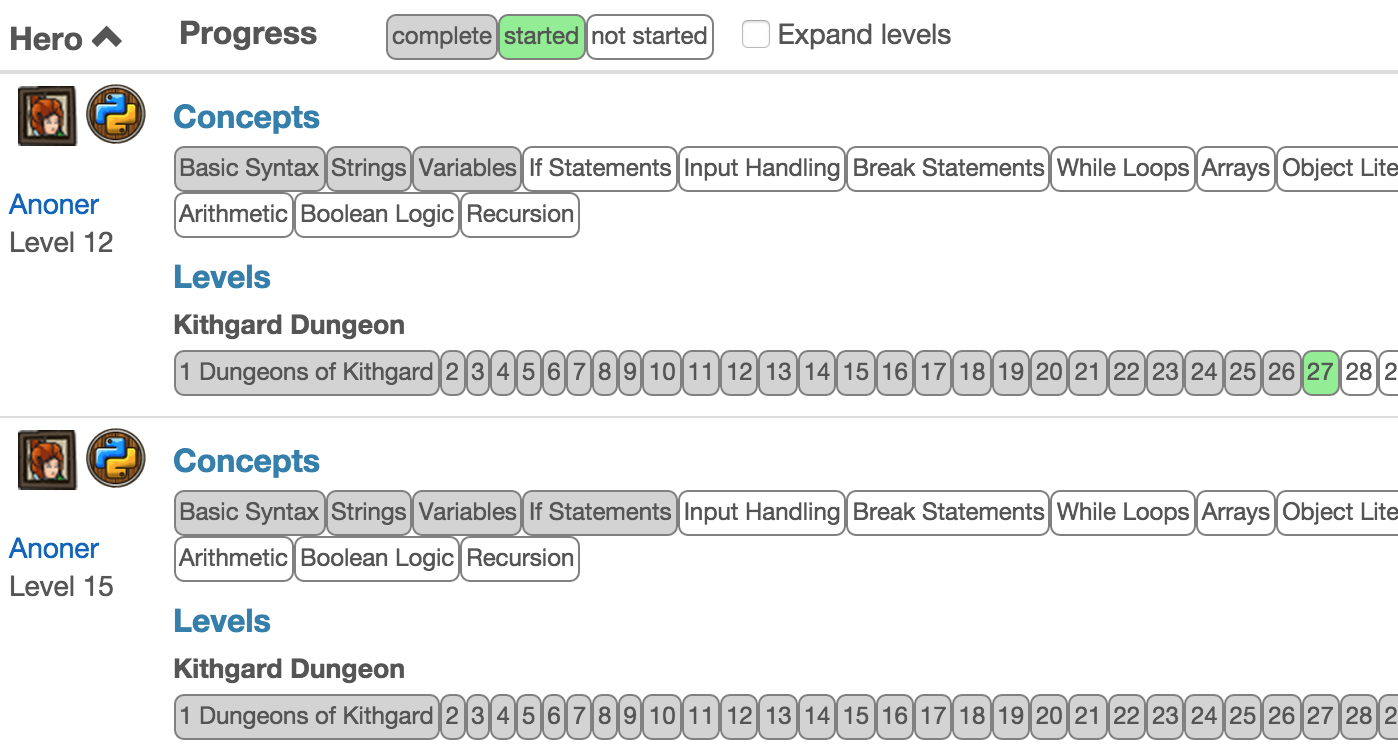 Hero Progress complete started not started Expand levels
Concepts
Basic Syntax Strings Variables If Statements Input Handling Break Statements While Loops Arrays Object Lite
Anoner Arithmetic Boolean Logic Recursion
Level 12
Levels
Kithgard Dungeon
1 Dungeons of Kithgard 2 3 4 5 6 7 8 9 10 11 12 13 14 15 16 17 18 19 20 21 22 23 24 25 26 27 28 2
Concepts
Basic Syntax Strings Variables If Statements Input Handling Break Statements While Loops Arrays Object Lite
Anoner Arithmetic Boolean Logic Recursion
Level 15
Levels
Kithgard Dungeon
1 Dungeons of Kithgard 2 3 4 5 6 7 8 9 10 11 12 13 14 15 16 17 18 19 20 21 22 23 24 25 26 27 28 2